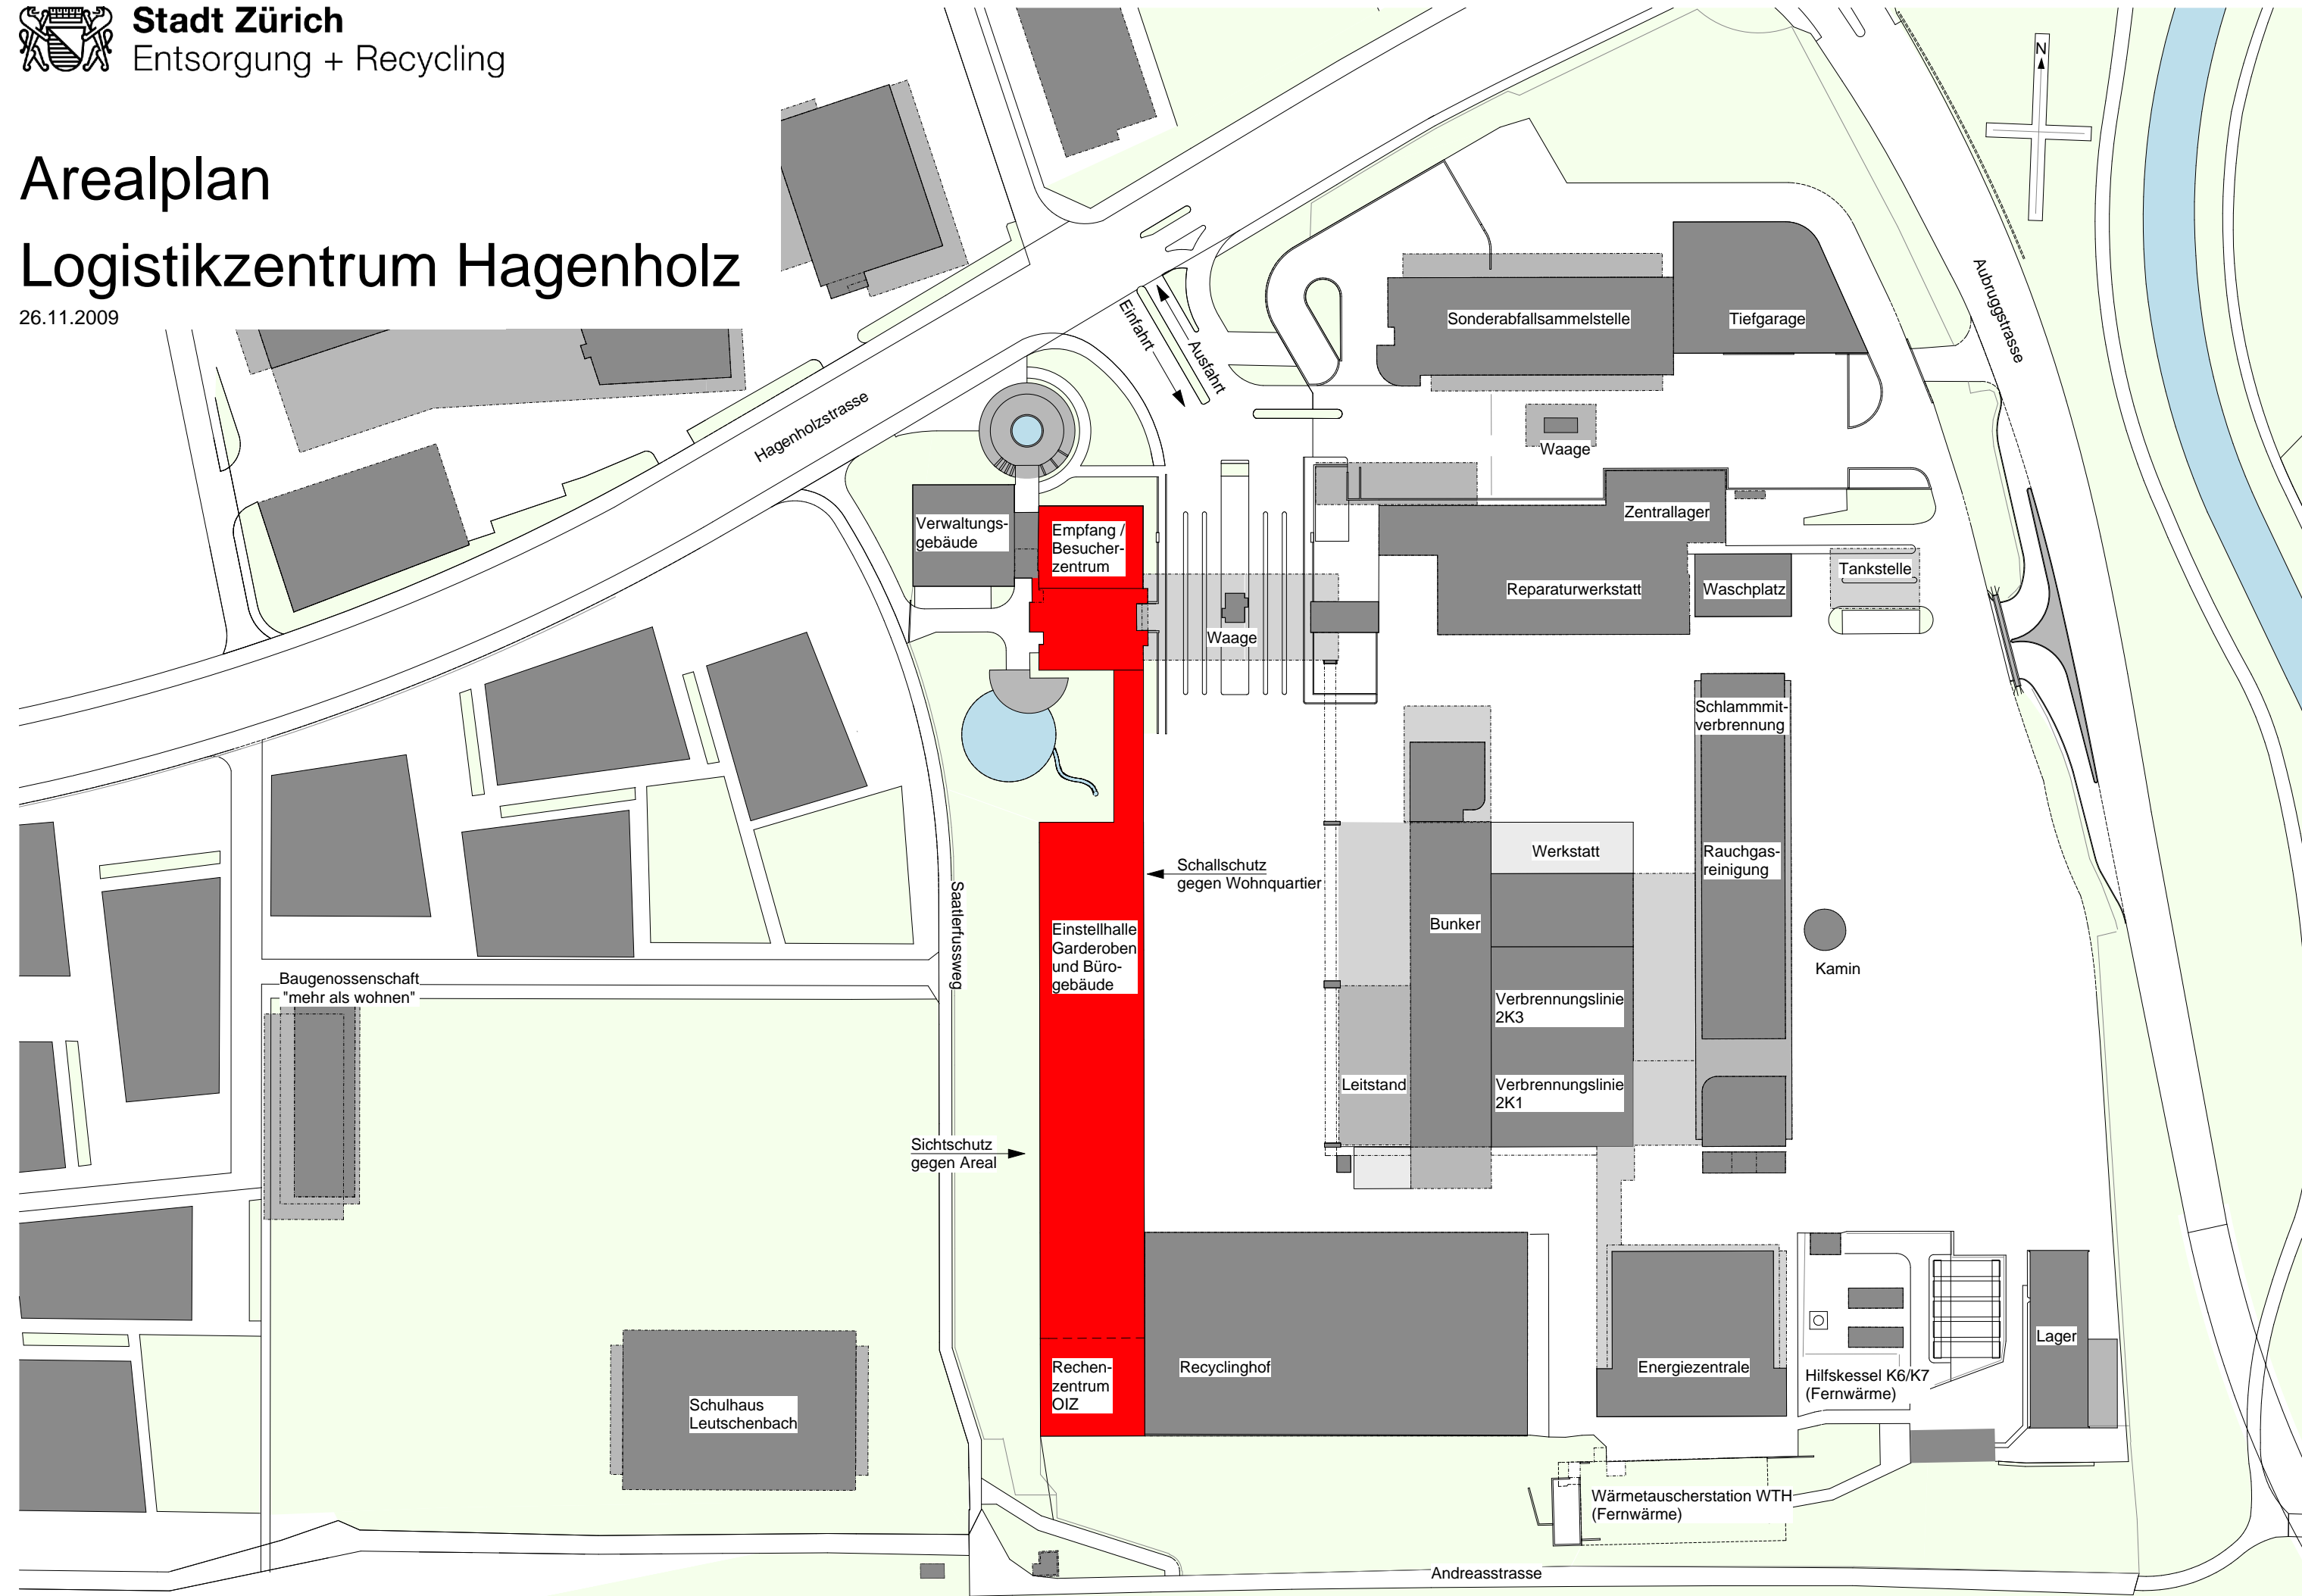 Stadt Zürich
Entsorgung + Recycling
Arealplan
Logistikzentrum Hagenholz
26.11.2009
N
Aubruggstrasse
Einfahrt
Ausfahrt
Hagenholzstrasse
Sonderabfallsammelstelle
Tiefgarage
Waage
Verwaltungs-
gebäude
Empfang /
Besucher-
zentrum
Zentrallager
Reparaturwerkstatt
Waschplatz
Tankstelle
Waage
Schlammmit-
verbrennung
Schallschutz
gegen Wohnquartier
Werkstatt
Rauchgas-
reinigung
Saatlerfussweg
Einstellhalle
Garderoben
und Büro-
gebäude
Bunker
Kamin
Baugenossenschaft
"mehr als wohnen"
Verbrennungslinie
2K3
Leitstand
Verbrennungslinie
2K1
Sichtschutz
gegen Areal
Rechen-
zentrum
OIZ
Recyclinghof
Energiezentrale
Hilfskessel K6/K7
(Fernwärme)
Lager
Schulhaus
Leutschenbach
Wärmetauscherstation WTH
(Fernwärme)
Andreasstrasse